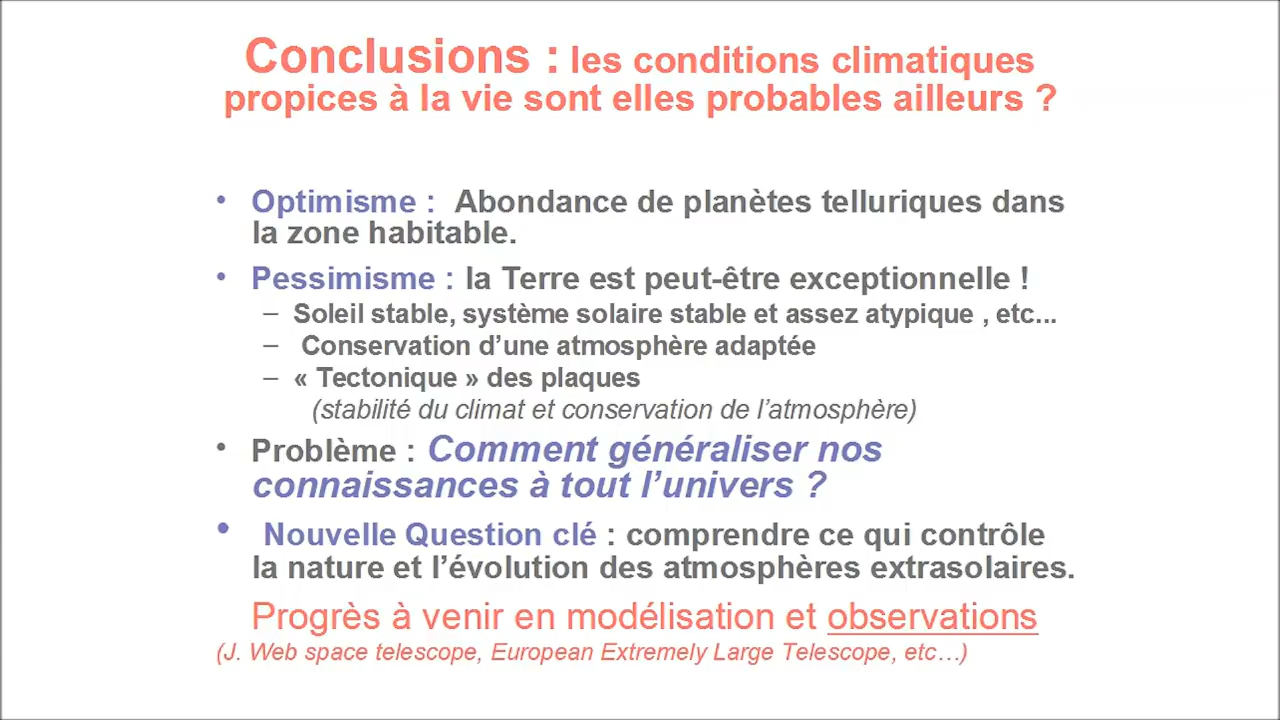 Conclusions : les conditions climatiques
propices à la vie sont elles probables ailleurs ?
• Optimisme : Abondance de planètes telluriques dans
la zone habitable.
• Pessimisme : la Terre est peut-être exceptionnelle !
– Soleil stable, système solaire stable et assez atypique , etc...
– Conservation d’une atmosphère adaptée
– « Tectonique » des plaques
(stabilité du climat et conservation de l’atmosphère)
• Problème : Comment généraliser nos
connaissances à tout l’univers ?
• Nouvelle Question clé : comprendre ce qui contrôle
la nature et l’évolution des atmosphères extrasolaires.
Progrès à venir en modélisation et observations
(J. Web space telescope, European Extremely Large Telescope, etc…)